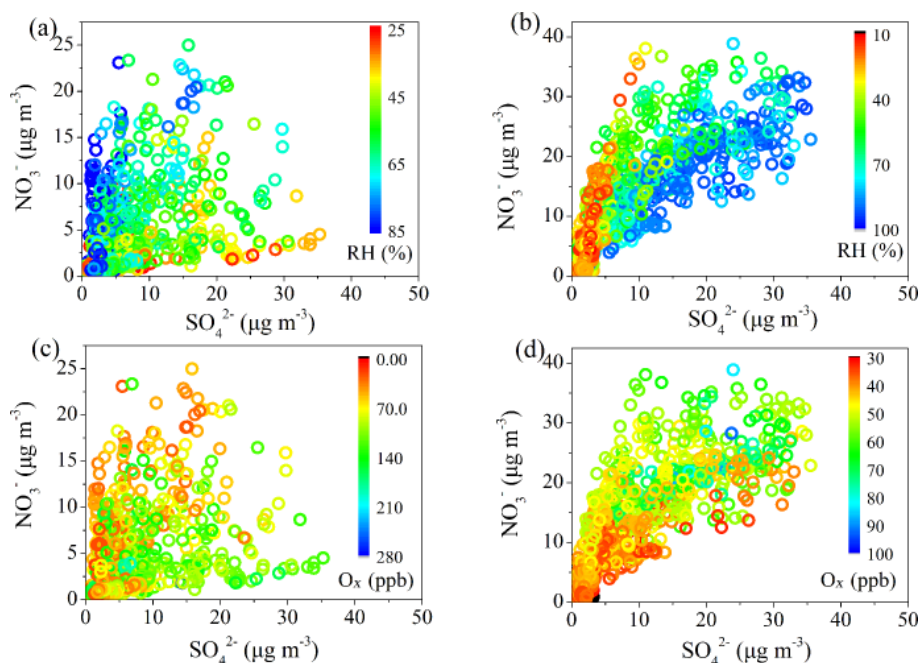 (a)
25
20
15
10
5
0
NO₃⁻ (μg m⁻³)
0 10 20 30 40 50
SO₄²⁻ (μg m⁻³)
25
45
65
85
RH (%)
(b)
40
30
20
10
0
NO₃⁻ (μg m⁻³)
0 10 20 30 40 50
SO₄²⁻ (μg m⁻³)
10
40
70
100
RH (%)
(c)
25
20
15
10
5
0
NO₃⁻ (μg m⁻³)
0 10 20 30 40 50
SO₄²⁻ (μg m⁻³)
0.00
70.0
140
210
280
Oₓ (ppb)
(d)
40
30
20
10
0
NO₃⁻ (μg m⁻³)
0 10 20 30 40 50
SO₄²⁻ (μg m⁻³)
30
40
50
60
70
80
90
100
Oₓ (ppb)